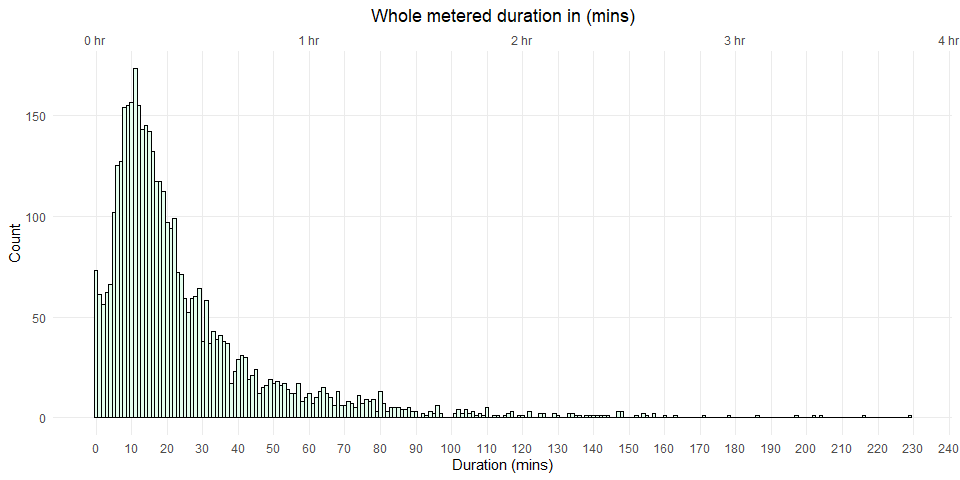 Whole metered duration in (mins)
0 hr 1 hr 2 hr 3 hr 4 hr
150
100
50
0
Count
0 10 20 30 40 50 60 70 80 90 100 110 120 130 140 150 160 170 180 190 200 210 220 230 240
Duration (mins)